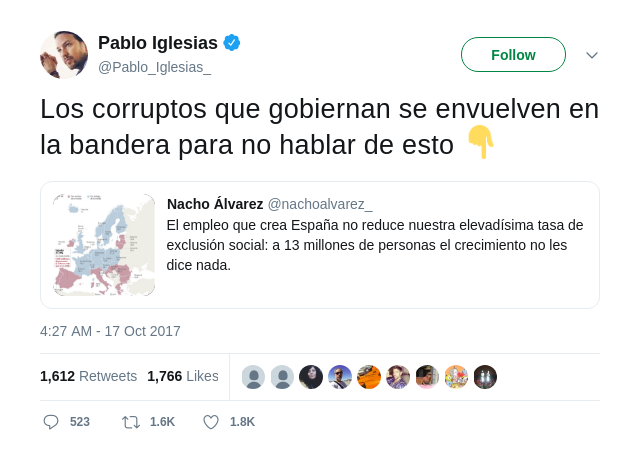 Pablo Iglesias
@Pablo_Iglesias_
Follow
Los corruptos que gobiernan se envuelven en
la bandera para no hablar de esto 👇
Nacho Álvarez @nachoalvarez_
El empleo que crea España no reduce nuestra elevadísima tasa de
exclusión social: a 13 millones de personas el crecimiento no les
dice nada.
4:27 AM - 17 Oct 2017
1,612 Retweets 1,766 Likes
523 1.6K 1.8K